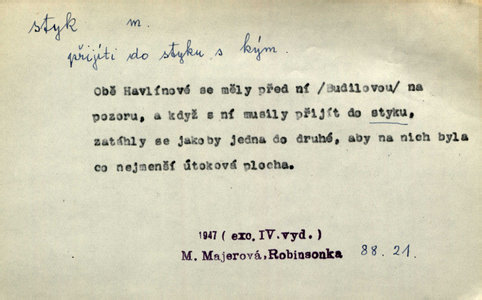 styk m.
přijíti do styku s kým.
Obě Havlínové se měly před ní /Budilovou/ na
pozoru, a když s ní musily přijít do styku,
zatáhly se jakoby jedna do druhé, aby na nich byla
co nejmenší útoková plocha.
1947 ( exc. IV. vyd. )
M. Majerová, Robinsonka 88. 21.